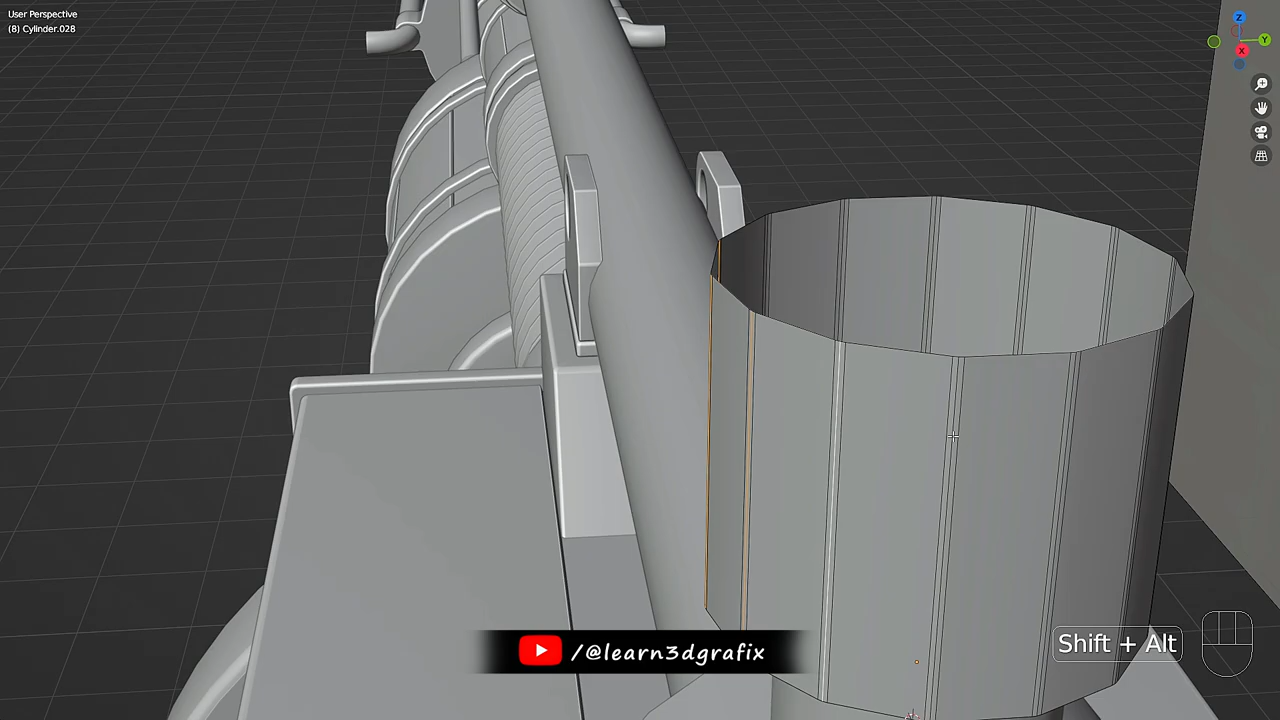 User Perspective
(8) Cylinder.028
Z
Y
X
/@learn3dgrafix
Shift + Alt